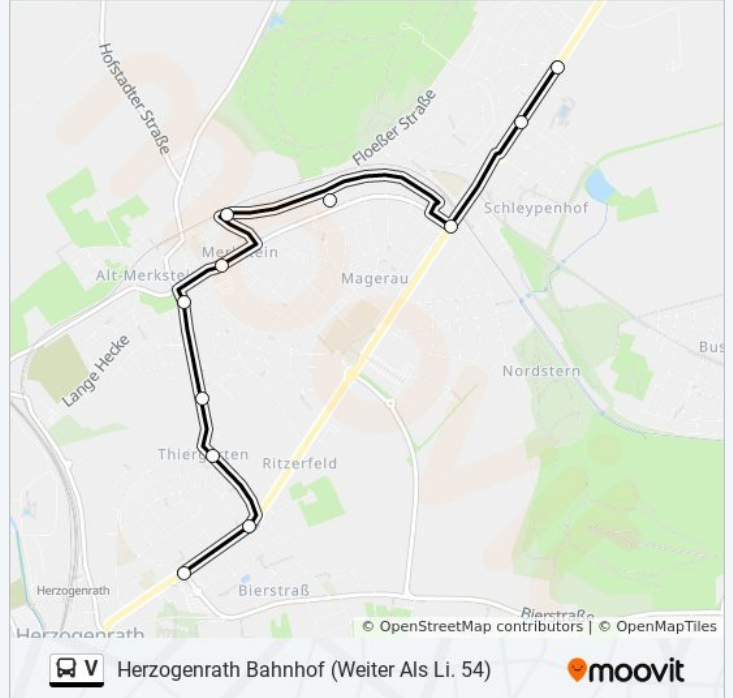 Hofstadter Straße
Floeßer Straße
Schleypenhof
Merkstein
Alt-Merkstein
Magerau
Lange Hecke
Nordstern
Bus
Thiergarten
Ritzerfeld
Herzogenrath
Bierstraß
Bierstraße
Herzogenrath
© OpenStreetMap contributors | © OpenMapTiles
V Herzogenrath Bahnhof (Weiter Als Li. 54)
moovit